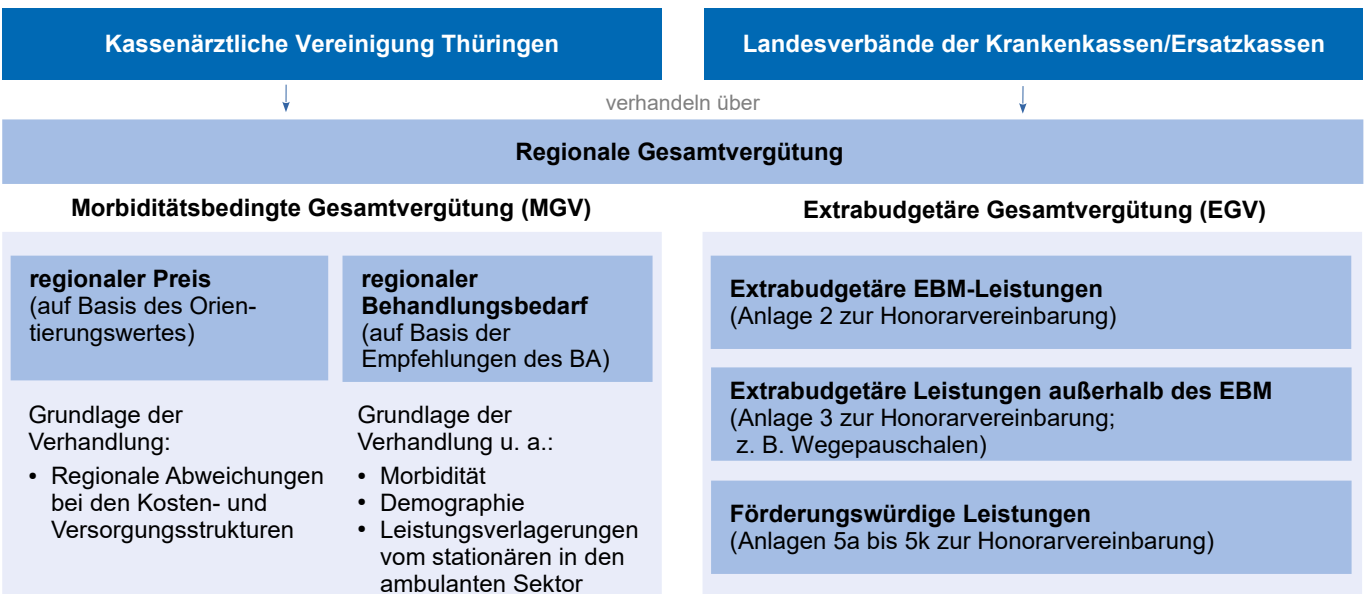 Kassenärztliche Vereinigung Thüringen
Landesverbände der Krankenkassen/Ersatzkassen
verhandeln über
Regionale Gesamtvergütung
Morbiditätsbedingte Gesamtvergütung (MGV)
regionaler Preis
(auf Basis des Orien-
tierungswertes)
Grundlage der
Verhandlung:
• Regionale Abweichungen
bei den Kosten- und
Versorgungsstrukturen
regionaler
Behandlungsbedarf
(auf Basis der
Empfehlungen des BA)
Grundlage der
Verhandlung u. a.:
• Morbidität
• Demographie
• Leistungsverlagerungen
vom stationären in den
ambulanten Sektor
Extrabudgetäre Gesamtvergütung (EGV)
Extrabudgetäre EBM-Leistungen
(Anlage 2 zur Honorarvereinbarung)
Extrabudgetäre Leistungen außerhalb des EBM
(Anlage 3 zur Honorarvereinbarung;
z. B. Wegepauschalen)
Förderungswürdige Leistungen
(Anlagen 5a bis 5k zur Honorarvereinbarung)